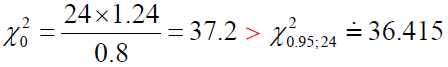 χ₀² = (24×1.24)/0.8 = 37.2 > χ²₀.₉₅;₂₄ ≐ 36.415